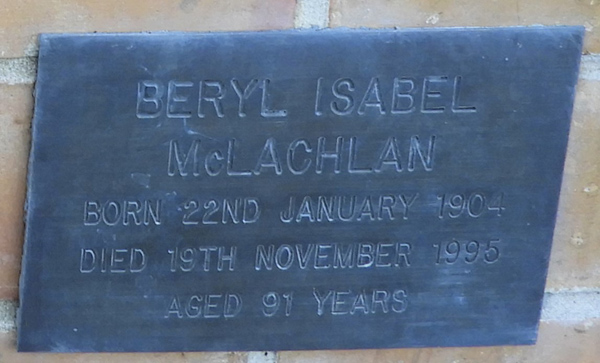 BERYL ISABEL
McLACHLAN
BORN 22ND JANUARY 1904
DIED 19TH NOVEMBER 1995
AGED 91 YEARS